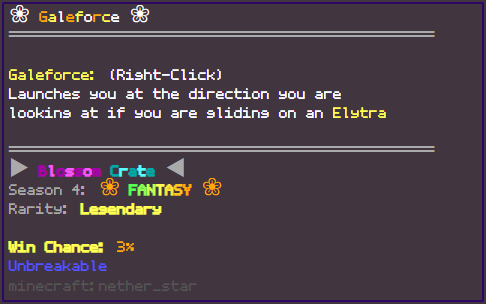 ❀ Galeforce ❀
Galeforce: (Right-Click)
Launches you at the direction you are
looking at if you are sliding on an Elytra
▶ Blossom Crate ◀
Season 4: ❀ FANTASY ❀
Rarity: Legendary
Win Chance: 3%
Unbreakable
minecraft:nether_star